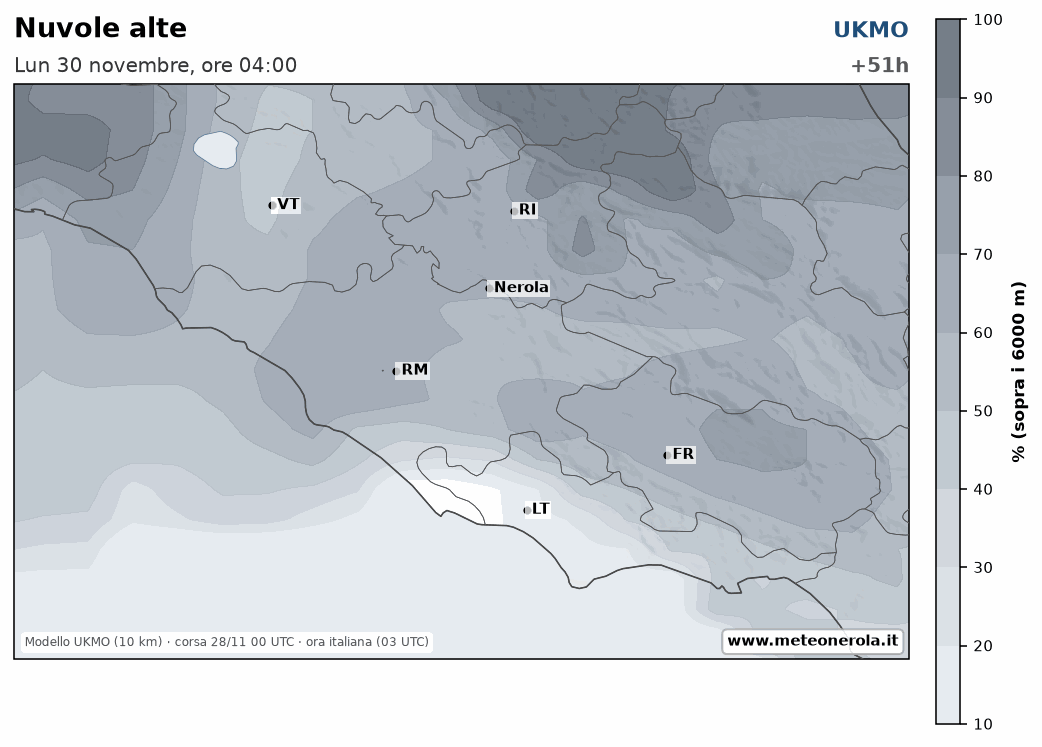 Nuvole alte
UKMO
Lun 30 novembre, ore 04:00
+51h
VT
RI
Nerola
RM
FR
LT
Modello UKMO (10 km) · corsa 28/11 00 UTC · ora italiana (03 UTC)
www.meteonerola.it
100
90
80
70
60
50
40
30
20
10
% (sopra i 6000 m)